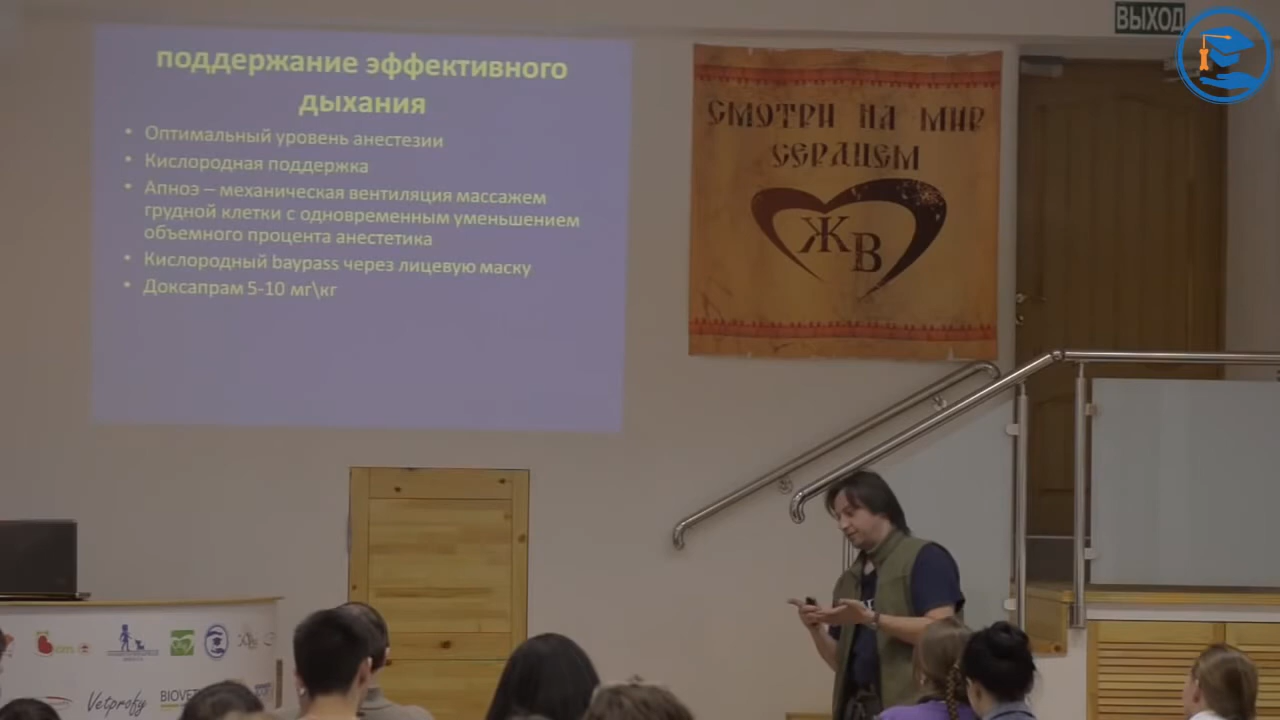 поддержание эффективного
дыхания
• Оптимальный уровень анестезии
• Кислородная поддержка
• Апноэ – механическая вентиляция массажем
грудной клетки с одновременным уменьшением
объемного процента анестетика
• Кислородный baypass через лицевую маску
• Доксапрам 5-10 мг\кг
СМОТРИ НА МИР
СЕРДЦЕМ
ЖВ
ВЫХОД
Vetprofy
BIOVET